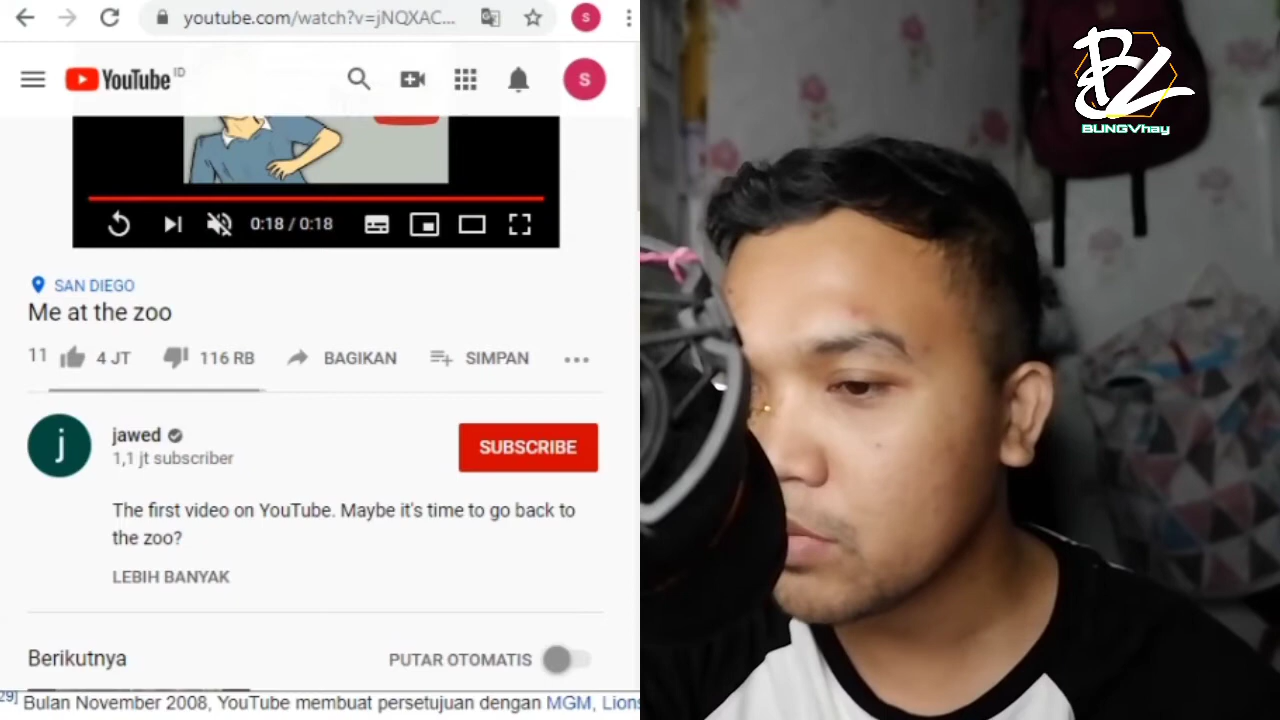 youtube.com/watch?v=jNQXAC...
S
YouTube ID
S
0:18 / 0:18
SAN DIEGO
Me at the zoo
11
4 JT
116 RB
BAGIKAN
SIMPAN
j
jawed
1,1 jt subscriber
SUBSCRIBE
The first video on YouTube. Maybe it's time to go back to
the zoo?
LEBIH BANYAK
Berikutnya
PUTAR OTOMATIS
29] Bulan November 2008, YouTube membuat persetujuan dengan MGM, Lions
BV
BUNGVhay